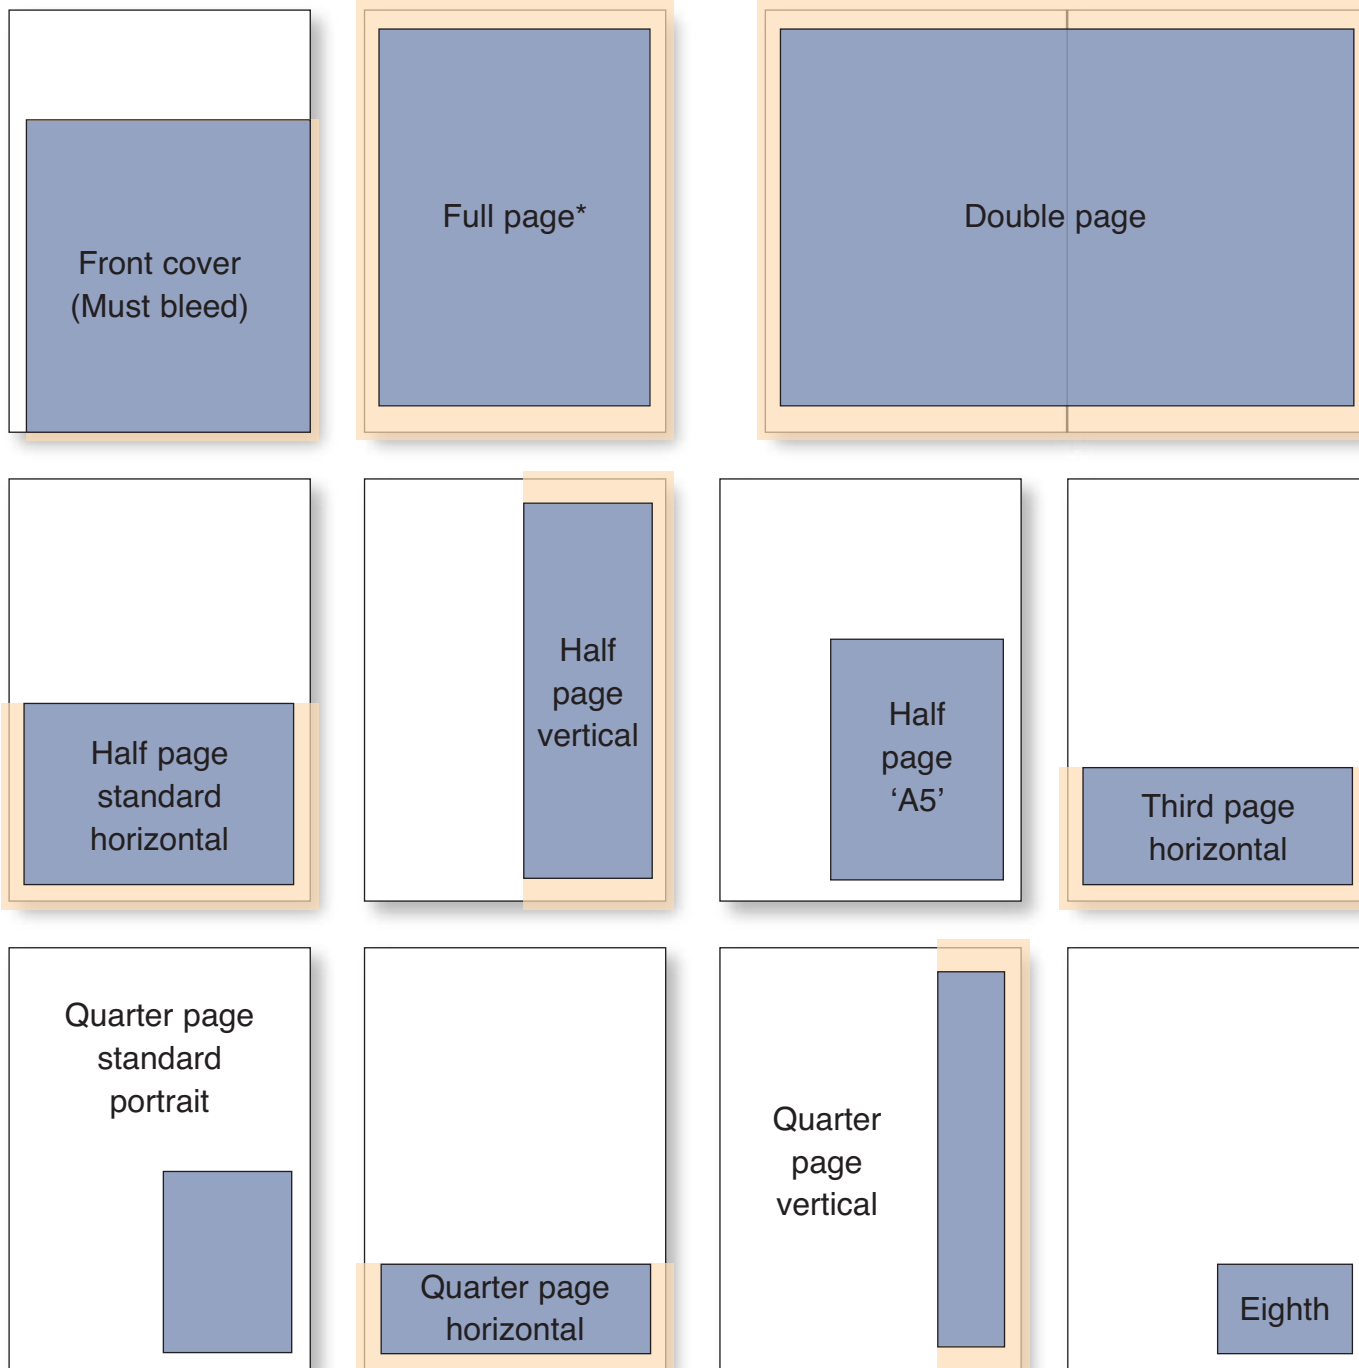 Front cover
(Must bleed)
Full page*
Double page
Half page
standard
horizontal
Half
page
vertical
Half
page
‘A5’
Third page
horizontal
Quarter page
standard
portrait
Quarter page
horizontal
Quarter
page
vertical
Eighth